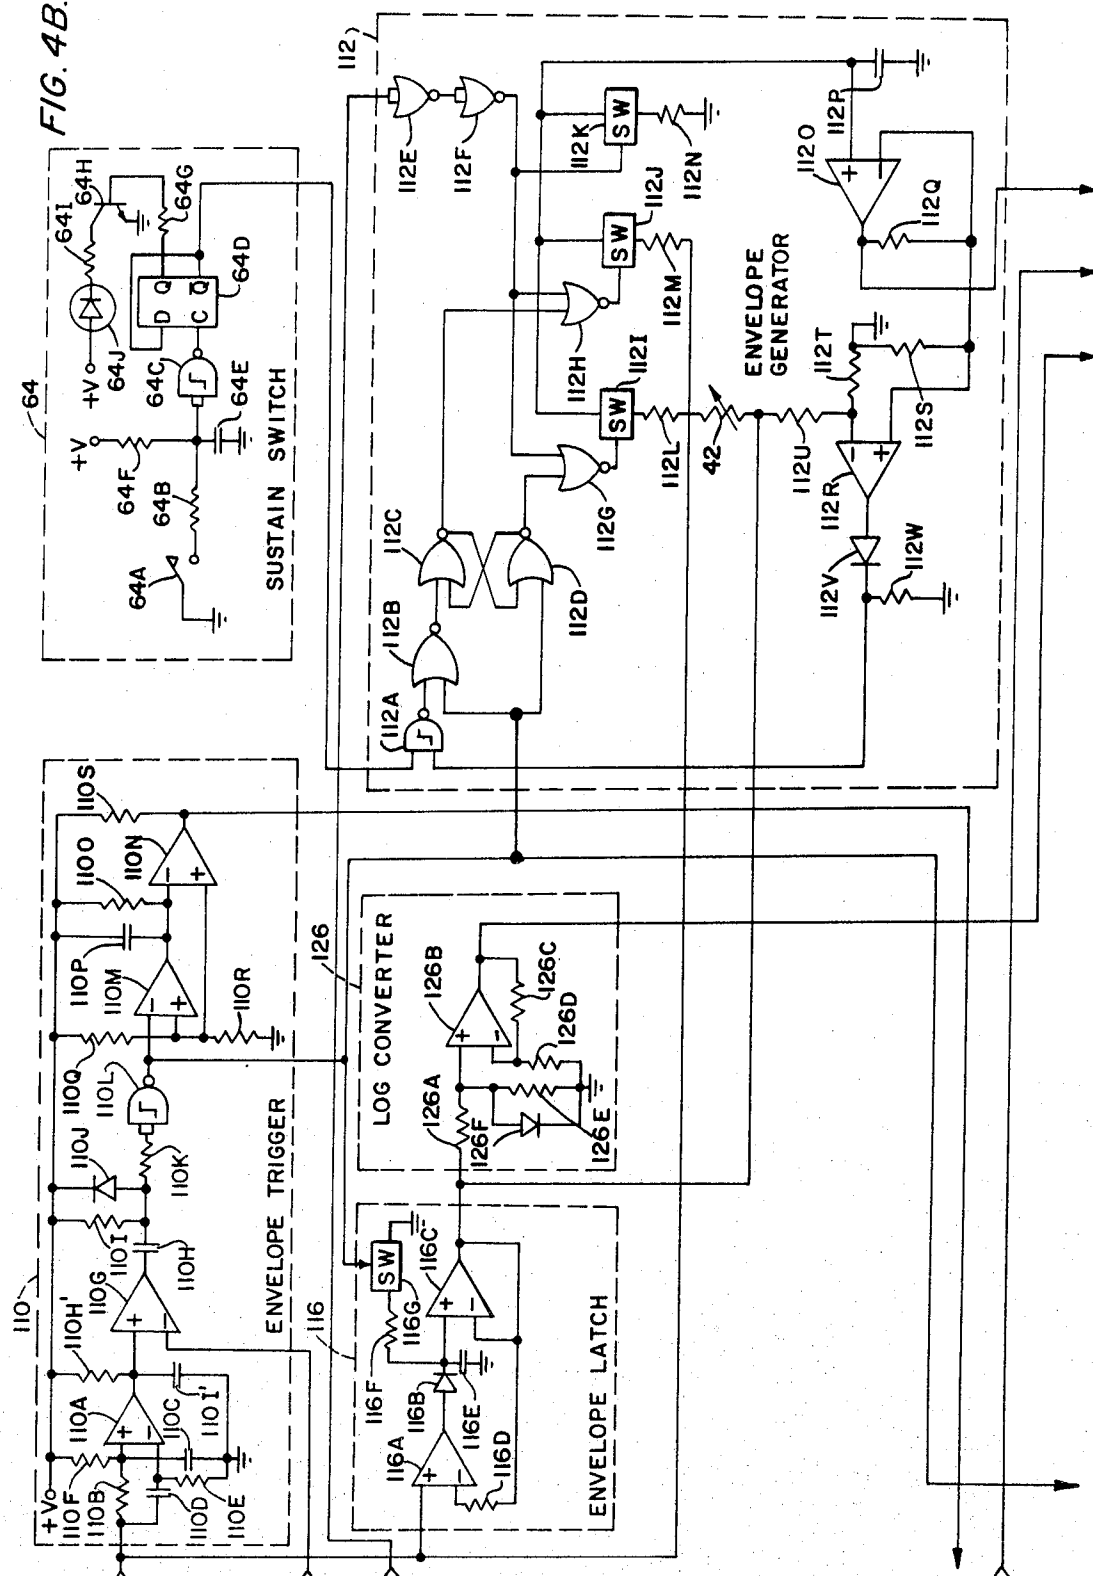 FIG. 4B.
64
+V
64J
64I
64H
64G
D
Q
C
Q̅
64D
64C
64E
+V
64F
64B
64A
SUSTAIN SWITCH
112
112E
112F
SW
112K
112N
112P
112O
+
−
112Q
SW
112J
112M
112H
ENVELOPE
GENERATOR
SW
112I
112L
42
112U
112T
112S
112G
112C
112D
112B
112A
−
+
112R
112V
112W
110
+V
110F
110B
110A
+
−
110C
110D
110E
110H'
110I'
110G
+
−
110I
110H
110J
110K
110L
110Q
110M
−
+
110R
110P
110O
110N
−
+
110S
ENVELOPE TRIGGER
126
LOG CONVERTER
126A
126B
+
−
126C
126D
126E
126F
116
116A
+
−
116B
116D
116E
116F
SW
116G
116C
+
−
ENVELOPE LATCH